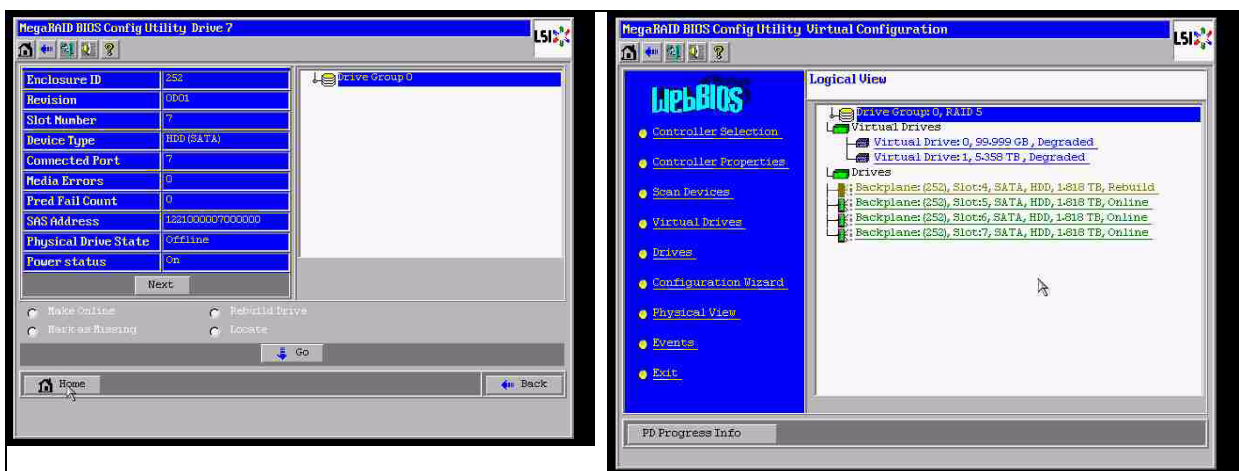 MegaRAID BIOS Config Utility Drive 7
LSI
Enclosure ID 252
Revision 0D01
Slot Number 7
Device Type HDD (SATA)
Connected Port 7
Media Errors 0
Pred Fail Count 0
SAS Address 1221000007000000
Physical Drive State Offline
Power status On
Next
Drive Group 0
Make Online Rebuild Drive
Mark as Missing Locate
Go
Home Back
MegaRAID BIOS Config Utility Virtual Configuration
LSI
WebBIOS
Controller Selection
Controller Properties
Scan Devices
Virtual Drives
Drives
Configuration Wizard
Physical View
Events
Exit
Logical View
Drive Group: 0, RAID 5
Virtual Drives
Virtual Drive: 0, 99.999 GB, Degraded
Virtual Drive: 1, 5.358 TB, Degraded
Drives
Backplane: (252), Slot:4, SATA, HDD, 1.818 TB, Rebuild
Backplane: (252), Slot:5, SATA, HDD, 1.818 TB, Online
Backplane: (252), Slot:6, SATA, HDD, 1.818 TB, Online
Backplane: (252), Slot:7, SATA, HDD, 1.818 TB, Online
PD Progress Info